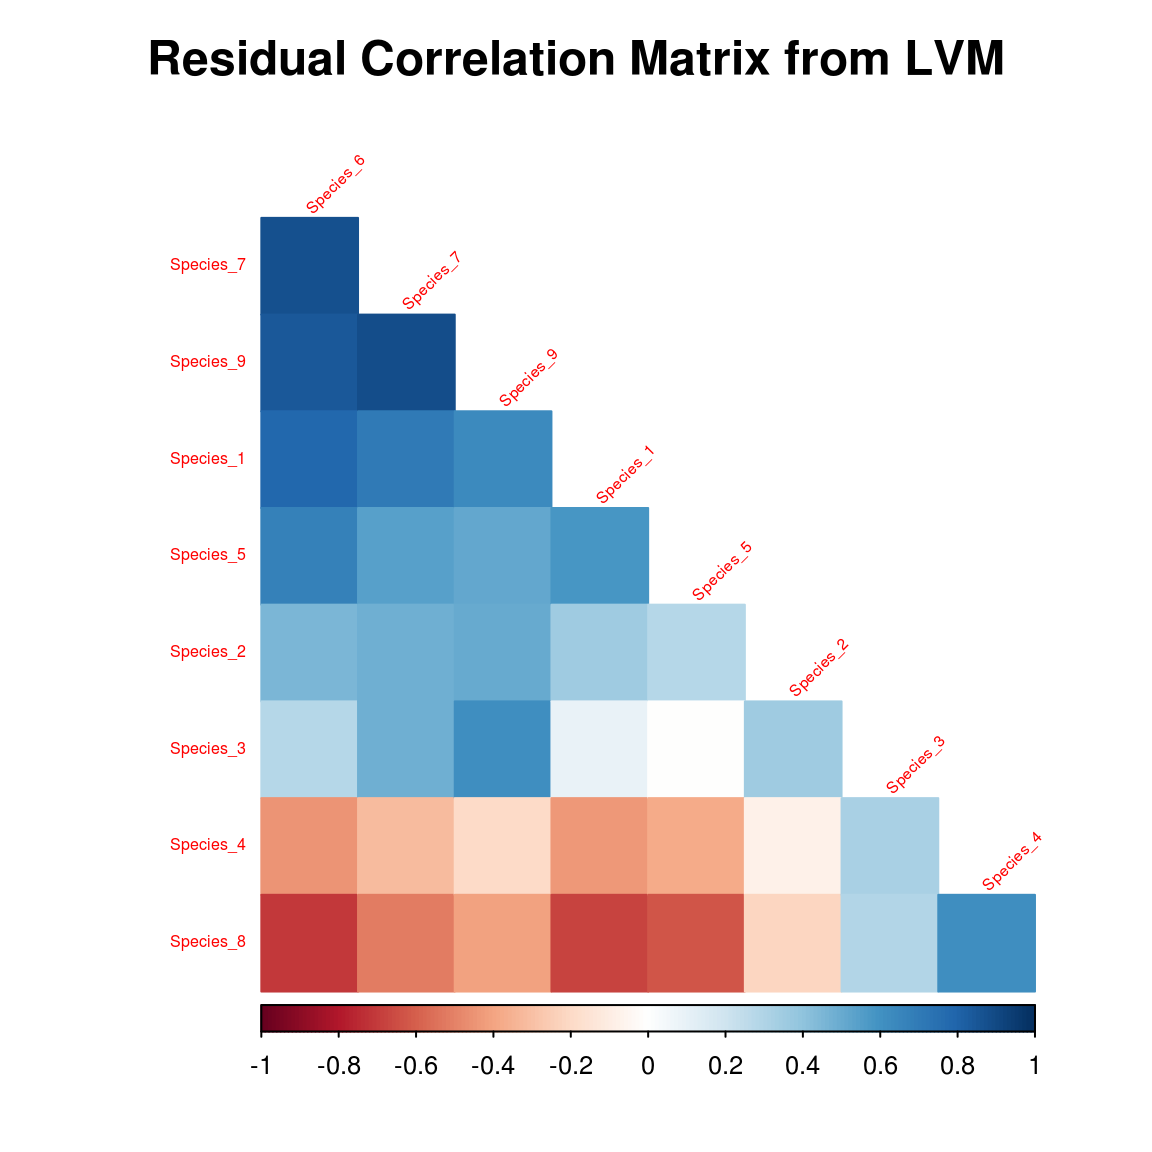 Residual Correlation Matrix from LVM
Species_6
Species_7
Species_7
Species_9
Species_9
Species_1
Species_1
Species_5
Species_5
Species_2
Species_2
Species_3
Species_3
Species_4
Species_4
Species_8
-1 -0.8 -0.6 -0.4 -0.2 0 0.2 0.4 0.6 0.8 1